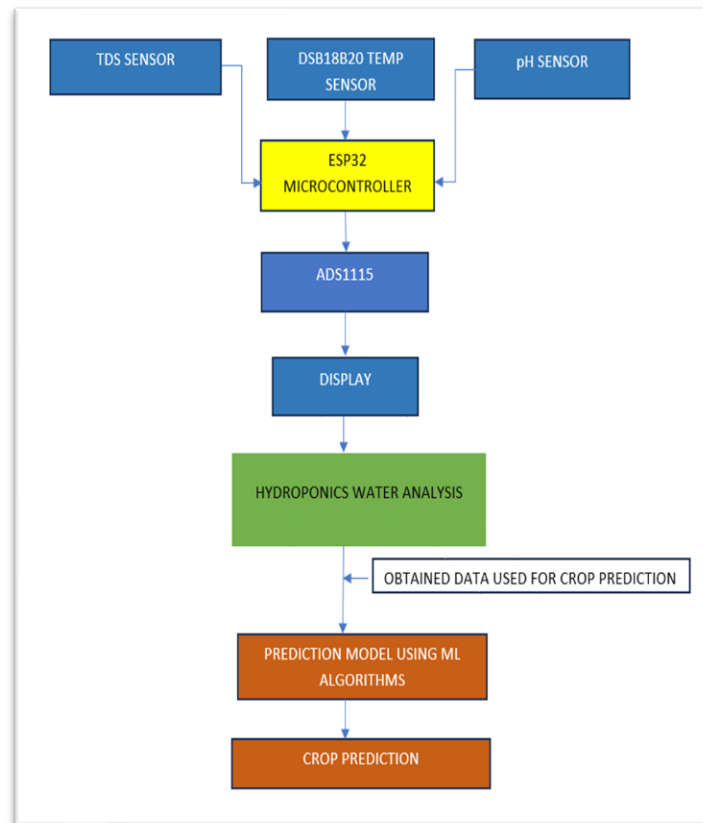 TDS SENSOR
DSB18B20 TEMP
SENSOR
pH SENSOR
ESP32
MICROCONTROLLER
ADS1115
DISPLAY
HYDROPONICS WATER ANALYSIS
OBTAINED DATA USED FOR CROP PREDICTION
PREDICTION MODEL USING ML
ALGORITHMS
CROP PREDICTION